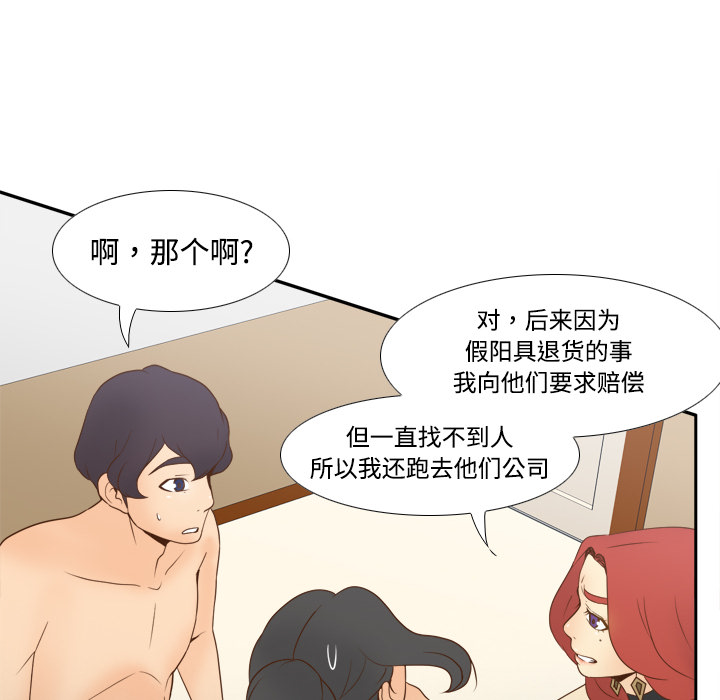 啊，那个啊?
对，后来因为
假阳具退货的事
我向他们要求赔偿
但一直找不到人
所以我还跑去他们公司